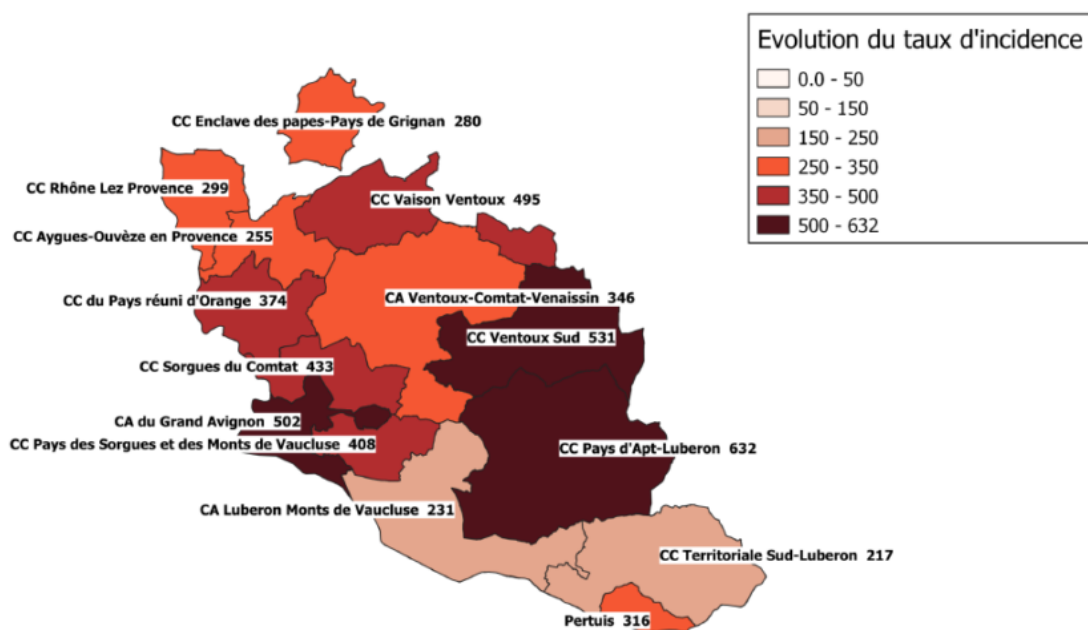 Evolution du taux d'incidence
0.0 - 50
50 - 150
150 - 250
250 - 350
350 - 500
500 - 632
CC Enclave des papes-Pays de Grignan 280
CC Rhône Lez Provence 299
CC Vaison Ventoux 495
CC Aygues-Ouvèze en Provence 255
CC du Pays réuni d'Orange 374
CA Ventoux-Comtat-Venaissin 346
CC Ventoux Sud 531
CC Sorgues du Comtat 433
CA du Grand Avignon 502
CC Pays des Sorgues et des Monts de Vaucluse 408
CC Pays d'Apt-Luberon 632
CA Luberon Monts de Vaucluse 231
CC Territoriale Sud-Luberon 217
Pertuis 316